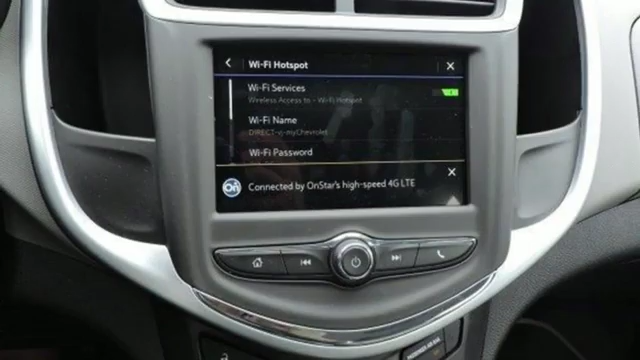 Wi-Fi Hotspot
Wi-Fi Services
Wireless Access to - Wi-Fi Hotspot
Wi-Fi Name
myChevrolet
Wi-Fi Password
On
Connected by OnStar's high-speed 4G LTE